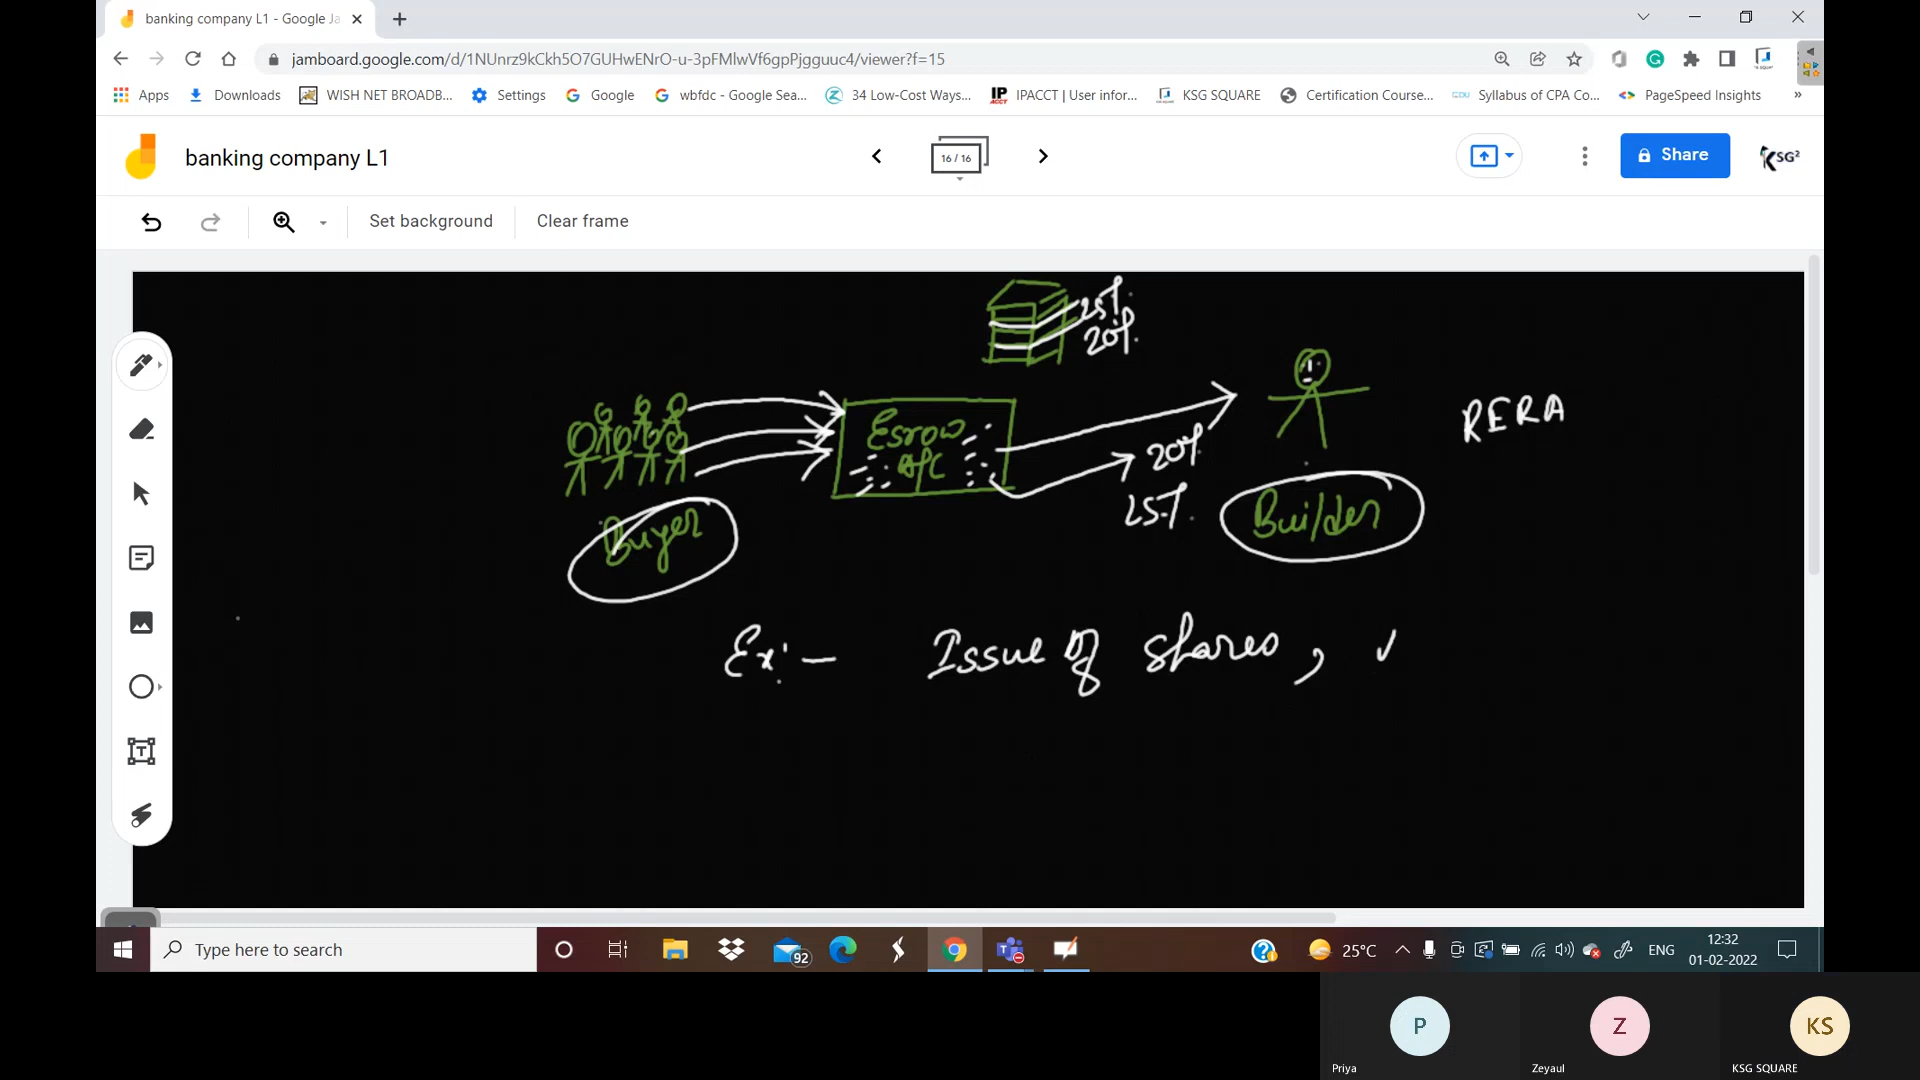 banking company L1 - Google Ja
jamboard.google.com/d/1NUnrz9kCkh5O7GUHwENrO-u-3pFMlwVf6gpPjgguuc4/viewer?f=15
Apps Downloads WISH NET BROADB... Settings Google wbfdc - Google Sea... 34 Low-Cost Ways... IPACCT | User infor... KSG SQUARE Certification Course... Syllabus of CPA Co... PageSpeed Insights »
banking company L1
16 / 16
Share
KSG²
Set background Clear frame
25%
20%
Esrow
A/C
RERA
20%
25%
Buyer
Builder
Ex:- Issue of shares,
Type here to search
92
25°C
ENG
12:32
01-02-2022
P Z KS
Priya Zeyaul KSG SQUARE